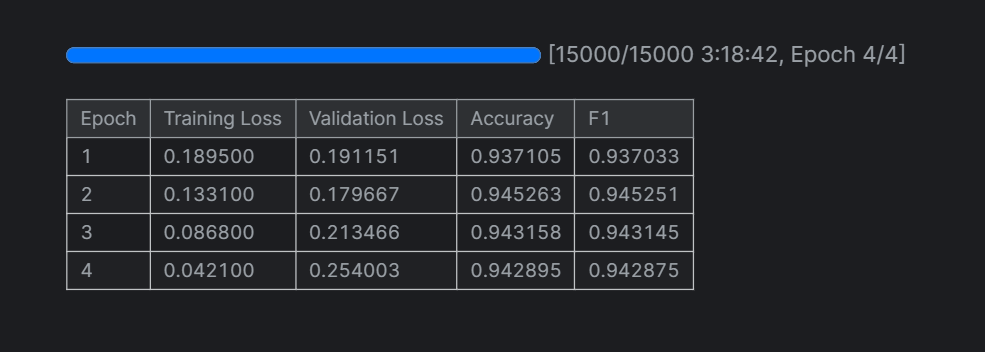 [15000/15000 3:18:42, Epoch 4/4]
Epoch Training Loss Validation Loss Accuracy F1
1 0.189500 0.191151 0.937105 0.937033
2 0.133100 0.179667 0.945263 0.945251
3 0.086800 0.213466 0.943158 0.943145
4 0.042100 0.254003 0.942895 0.942875